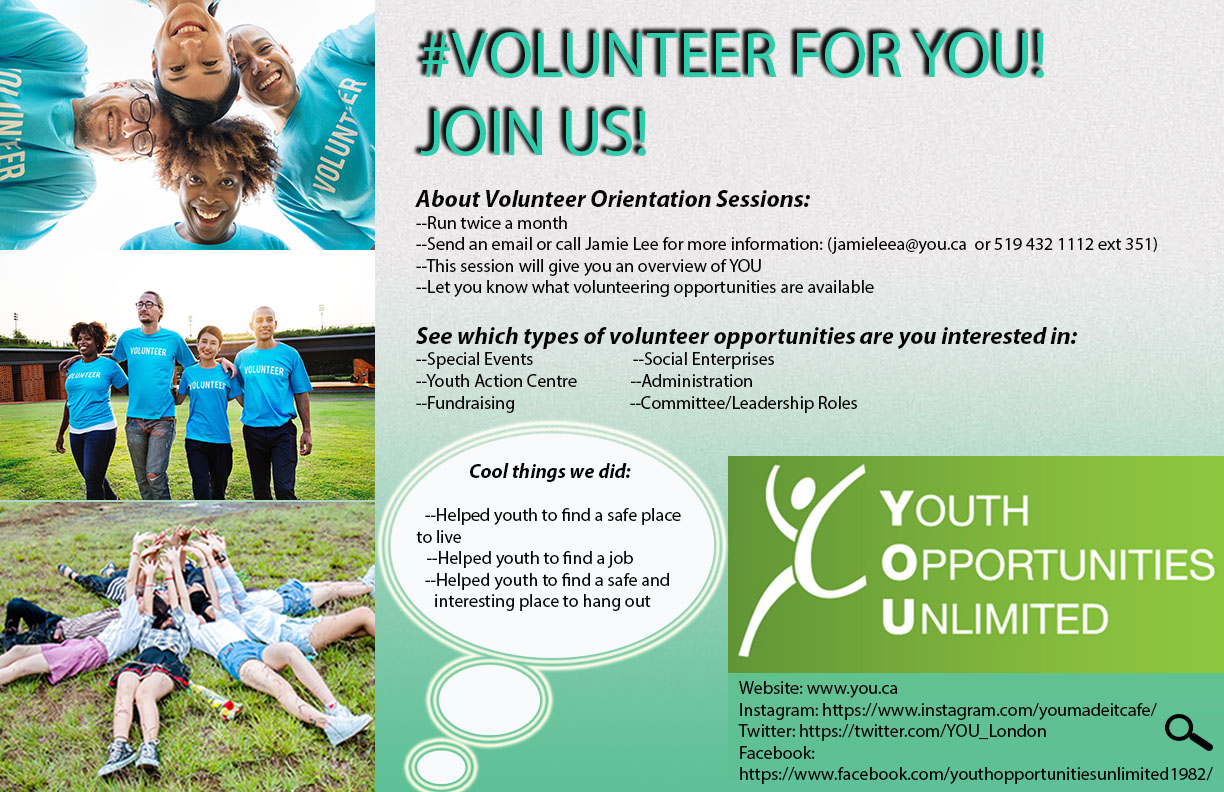 #VOLUNTEER FOR YOU!
JOIN US!
About Volunteer Orientation Sessions:
--Run twice a month
--Send an email or call Jamie Lee for more information: (jamieleea@you.ca or 519 432 1112 ext 351)
--This session will give you an overview of YOU
--Let you know what volunteering opportunities are available
See which types of volunteer opportunities are you interested in:
--Special Events --Social Enterprises
--Youth Action Centre --Administration
--Fundraising --Committee/Leadership Roles
Cool things we did:
--Helped youth to find a safe place
to live
--Helped youth to find a job
--Helped youth to find a safe and
interesting place to hang out
YOUTH
OPPORTUNITIES
UNLIMITED
Website: www.you.ca
Instagram: https://www.instagram.com/youmadeitcafe/
Twitter: https://twitter.com/YOU_London
Facebook:
https://www.facebook.com/youthopportunitiesunlimited1982/
VOLUNTEER
VOLUNTEER
VOLUNTEER
VOLUNTEER
VOLUNTEER
VOLUNTEER